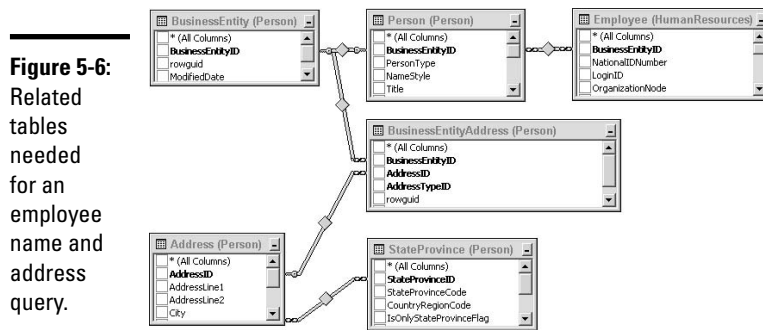 Figure 5-6:
Related
tables
needed
for an
employee
name and
address
query.
BusinessEntity (Person)
* (All Columns)
BusinessEntityID
rowguid
ModifiedDate
Person (Person)
* (All Columns)
BusinessEntityID
PersonType
NameStyle
Title
Employee (HumanResources)
* (All Columns)
BusinessEntityID
NationalIDNumber
LoginID
OrganizationNode
BusinessEntityAddress (Person)
* (All Columns)
BusinessEntityID
AddressID
AddressTypeID
rowguid
Address (Person)
* (All Columns)
AddressID
AddressLine1
AddressLine2
City
StateProvince (Person)
* (All Columns)
StateProvinceID
StateProvinceCode
CountryRegionCode
IsOnlyStateProvinceFlag